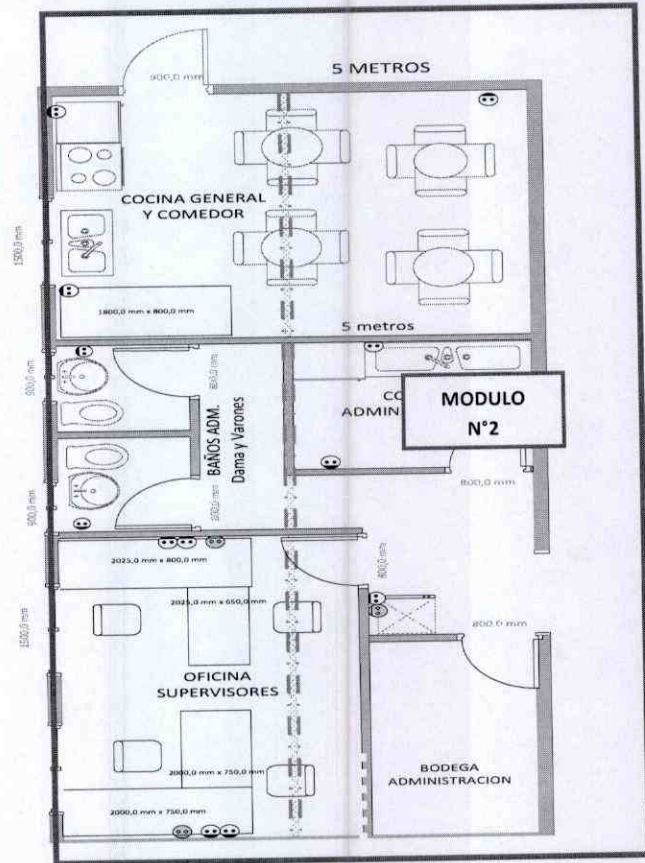 5 METROS
900,0 mm
COCINA GENERAL
Y COMEDOR
1500,0 mm
1800,0 mm x 800,0 mm
5 metros
900,0 mm
BAÑOS ADM.
Dama y Varones
CO
ADMIN
MODULO
N°2
900,0 mm
800,0 mm
2025,0 mm x 800,0 mm
2025,0 mm x 650,0 mm
1500,0 mm
800,0 mm
OFICINA
SUPERVISORES
2000,0 mm x 750,0 mm
2000,0 mm x 750,0 mm
BODEGA
ADMINISTRACION